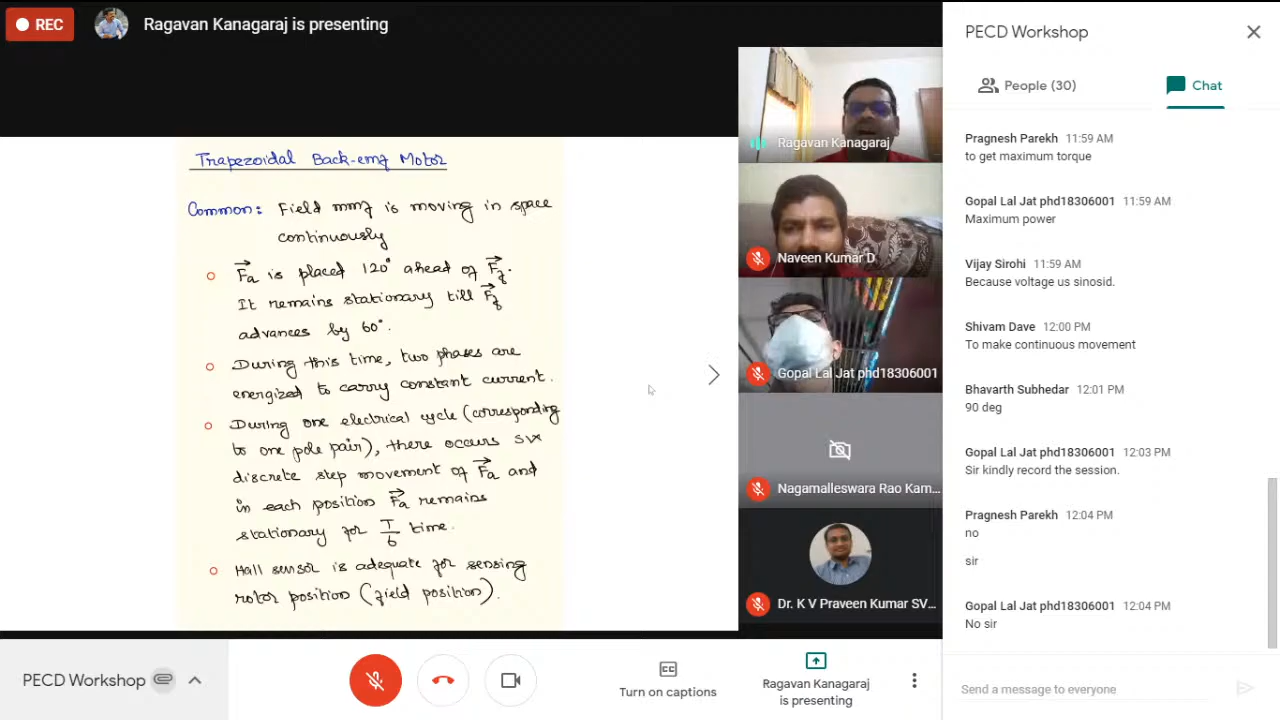 REC
Ragavan Kanagaraj is presenting
Trapezoidal Back-emf Motor
Common: Field mmf is moving in space
continuously
Fa is placed 120° ahead of Ff.
It remains stationary till Ff
advances by 60°.
During this time, two phases are
energized to carry constant current.
During one electrical cycle (corresponding
to one pole pair), there occurs six
discrete step movement of Fa and
in each position Fa remains
stationary for T/6 time.
Hall sensor is adequate for sensing
rotor position (field position).
Ragavan Kanagaraj
Naveen Kumar D
Gopal Lal Jat phd18306001
Nagamalleswara Rao Kam...
Dr. K V Praveen Kumar SV...
PECD Workshop
People (30)
Chat
Pragnesh Parekh 11:59 AM
to get maximum torque
Gopal Lal Jat phd18306001 11:59 AM
Maximum power
Vijay Sirohi 11:59 AM
Because voltage us sinosid.
Shivam Dave 12:00 PM
To make continuous movement
Bhavarth Subhedar 12:01 PM
90 deg
Gopal Lal Jat phd18306001 12:03 PM
Sir kindly record the session.
Pragnesh Parekh 12:04 PM
no
sir
Gopal Lal Jat phd18306001 12:04 PM
No sir
Send a message to everyone
PECD Workshop
CC
Turn on captions
Ragavan Kanagaraj
is presenting